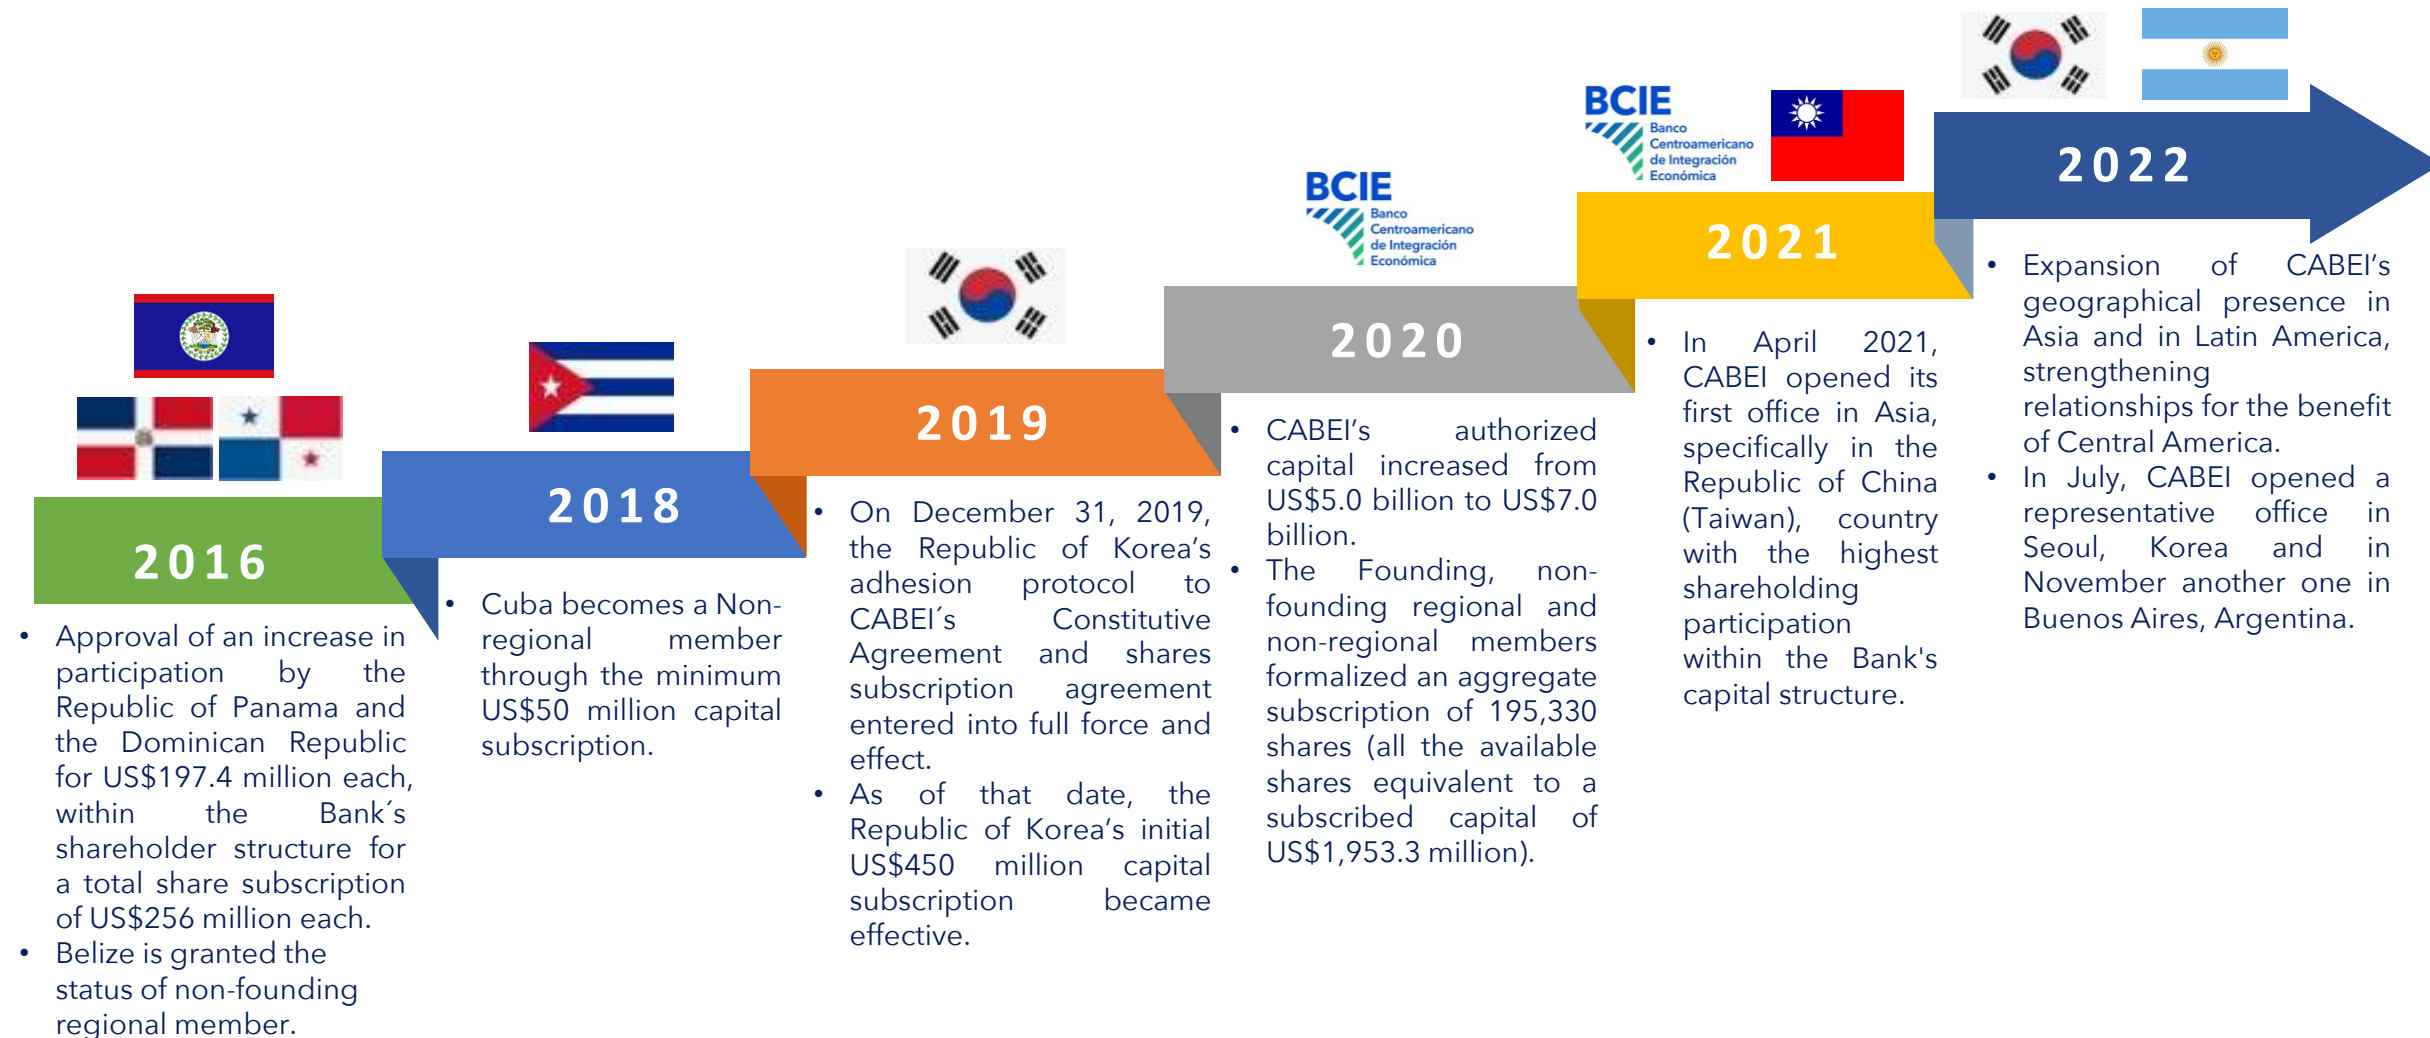 2016
• Approval of an increase in
participation by the
Republic of Panama and
the Dominican Republic
for US$197.4 million each,
within the Bank´s
shareholder structure for
a total share subscription
of US$256 million each.
• Belize is granted the
status of non-founding
regional member.
2018
• Cuba becomes a Non-
regional member
through the minimum
US$50 million capital
subscription.
2019
• On December 31, 2019,
the Republic of Korea’s
adhesion protocol to
CABEI´s Constitutive
Agreement and shares
subscription agreement
entered into full force and
effect.
• As of that date, the
Republic of Korea’s initial
US$450 million capital
subscription became
effective.
BCIE
Banco
Centroamericano
de Integración
Económica
2020
• CABEI’s authorized
capital increased from
US$5.0 billion to US$7.0
billion.
• The Founding, non-
founding regional and
non-regional members
formalized an aggregate
subscription of 195,330
shares (all the available
shares equivalent to a
subscribed capital of
US$1,953.3 million).
BCIE
Banco
Centroamericano
de Integración
Económica
2021
• In April 2021,
CABEI opened its
first office in Asia,
specifically in the
Republic of China
(Taiwan), country
with the highest
shareholding
participation
within the Bank's
capital structure.
2022
• Expansion of CABEI’s
geographical presence in
Asia and in Latin America,
strengthening
relationships for the benefit
of Central America.
• In July, CABEI opened a
representative office in
Seoul, Korea and in
November another one in
Buenos Aires, Argentina.